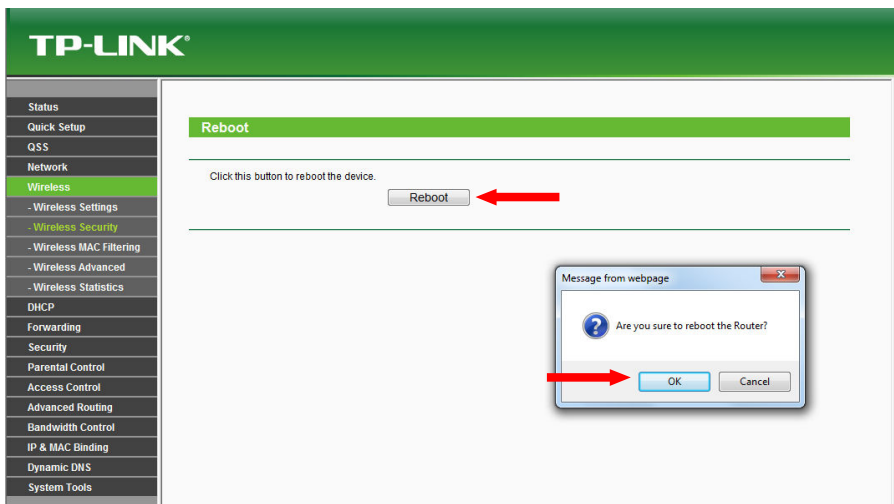 TP-LINK®
Status
Quick Setup
QSS
Network
Wireless
- Wireless Settings
- Wireless Security
- Wireless MAC Filtering
- Wireless Advanced
- Wireless Statistics
DHCP
Forwarding
Security
Parental Control
Access Control
Advanced Routing
Bandwidth Control
IP & MAC Binding
Dynamic DNS
System Tools
Reboot
Click this button to reboot the device.
Reboot
Message from webpage
Are you sure to reboot the Router?
OK Cancel